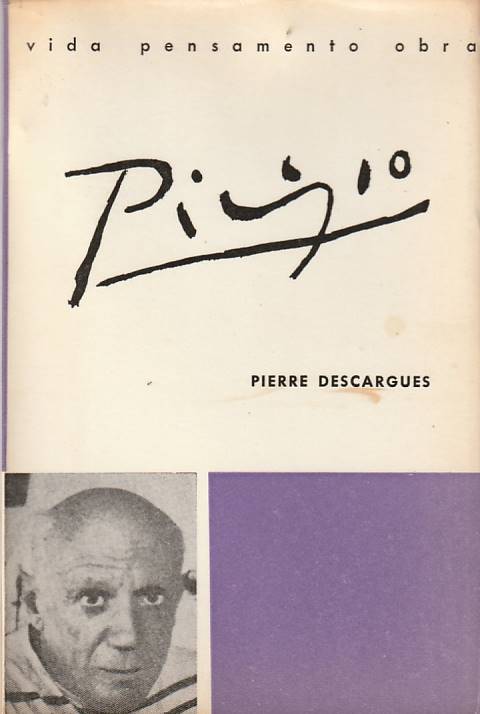 vida pensamento obra
Picasso
PIERRE DESCARGUES